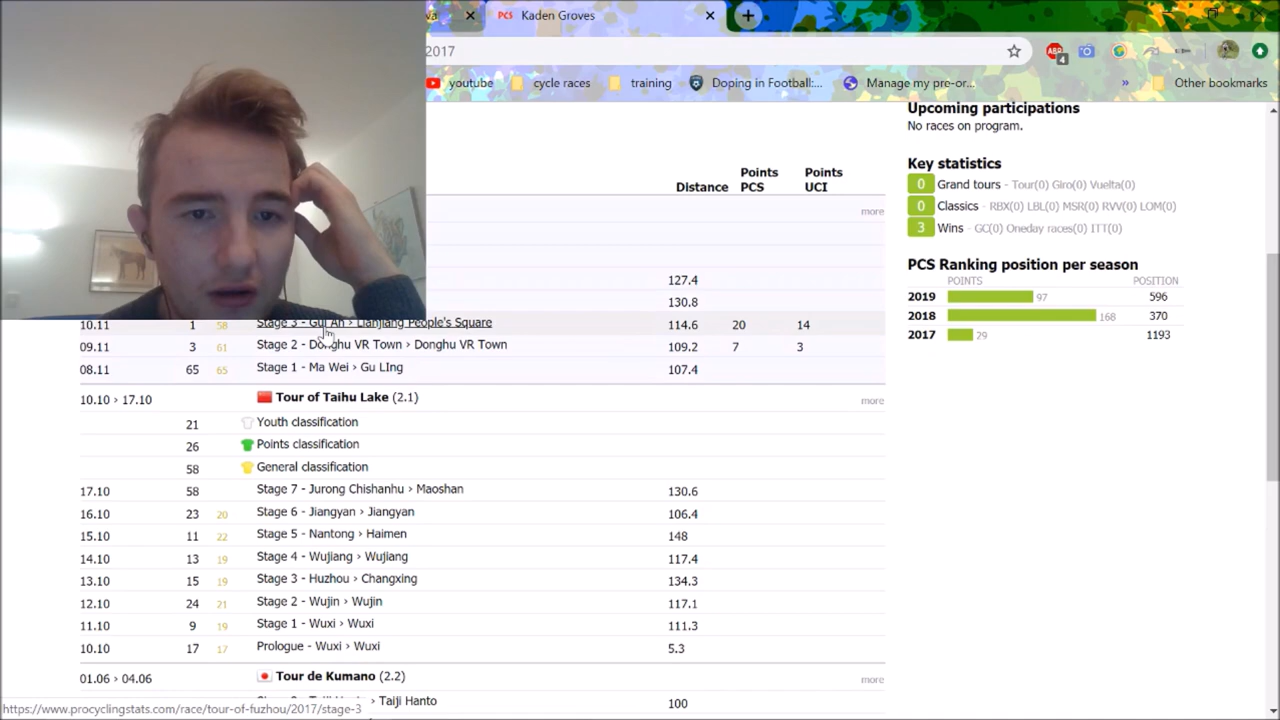 va × PCS Kaden Groves × +
2017 4
youtube cycle races training Doping in Football:... Manage my pre-or... » Other bookmarks
Upcoming participations
No races on program.
Key statistics
0 Grand tours - Tour(0) Giro(0) Vuelta(0)
0 Classics - RBX(0) LBL(0) MSR(0) RVV(0) LOM(0)
3 Wins - GC(0) Oneday races(0) ITT(0)
PCS Ranking position per season
POINTS POSITION
2019 97 596
2018 168 370
2017 29 1193
Distance Points PCS Points UCI
more
127.4
130.8
10.11 1 58 Stage 3 - Gui An › Lianjiang People's Square 114.6 20 14
09.11 3 61 Stage 2 - Donghu VR Town › Donghu VR Town 109.2 7 3
08.11 65 65 Stage 1 - Ma Wei › Gu LIng 107.4
10.10 › 17.10 Tour of Taihu Lake (2.1) more
21 Youth classification
26 Points classification
58 General classification
17.10 58 Stage 7 - Jurong Chishanhu › Maoshan 130.6
16.10 23 20 Stage 6 - Jiangyan › Jiangyan 106.4
15.10 11 22 Stage 5 - Nantong › Haimen 148
14.10 13 19 Stage 4 - Wujiang › Wujiang 117.4
13.10 15 19 Stage 3 - Huzhou › Changxing 134.3
12.10 24 21 Stage 2 - Wujin › Wujin 117.1
11.10 9 19 Stage 1 - Wuxi › Wuxi 111.3
10.10 17 17 Prologue - Wuxi › Wuxi 5.3
01.06 › 04.06 Tour de Kumano (2.2) more
› Taiji Hanto 100
https://www.procyclingstats.com/race/tour-of-fuzhou/2017/stage-3